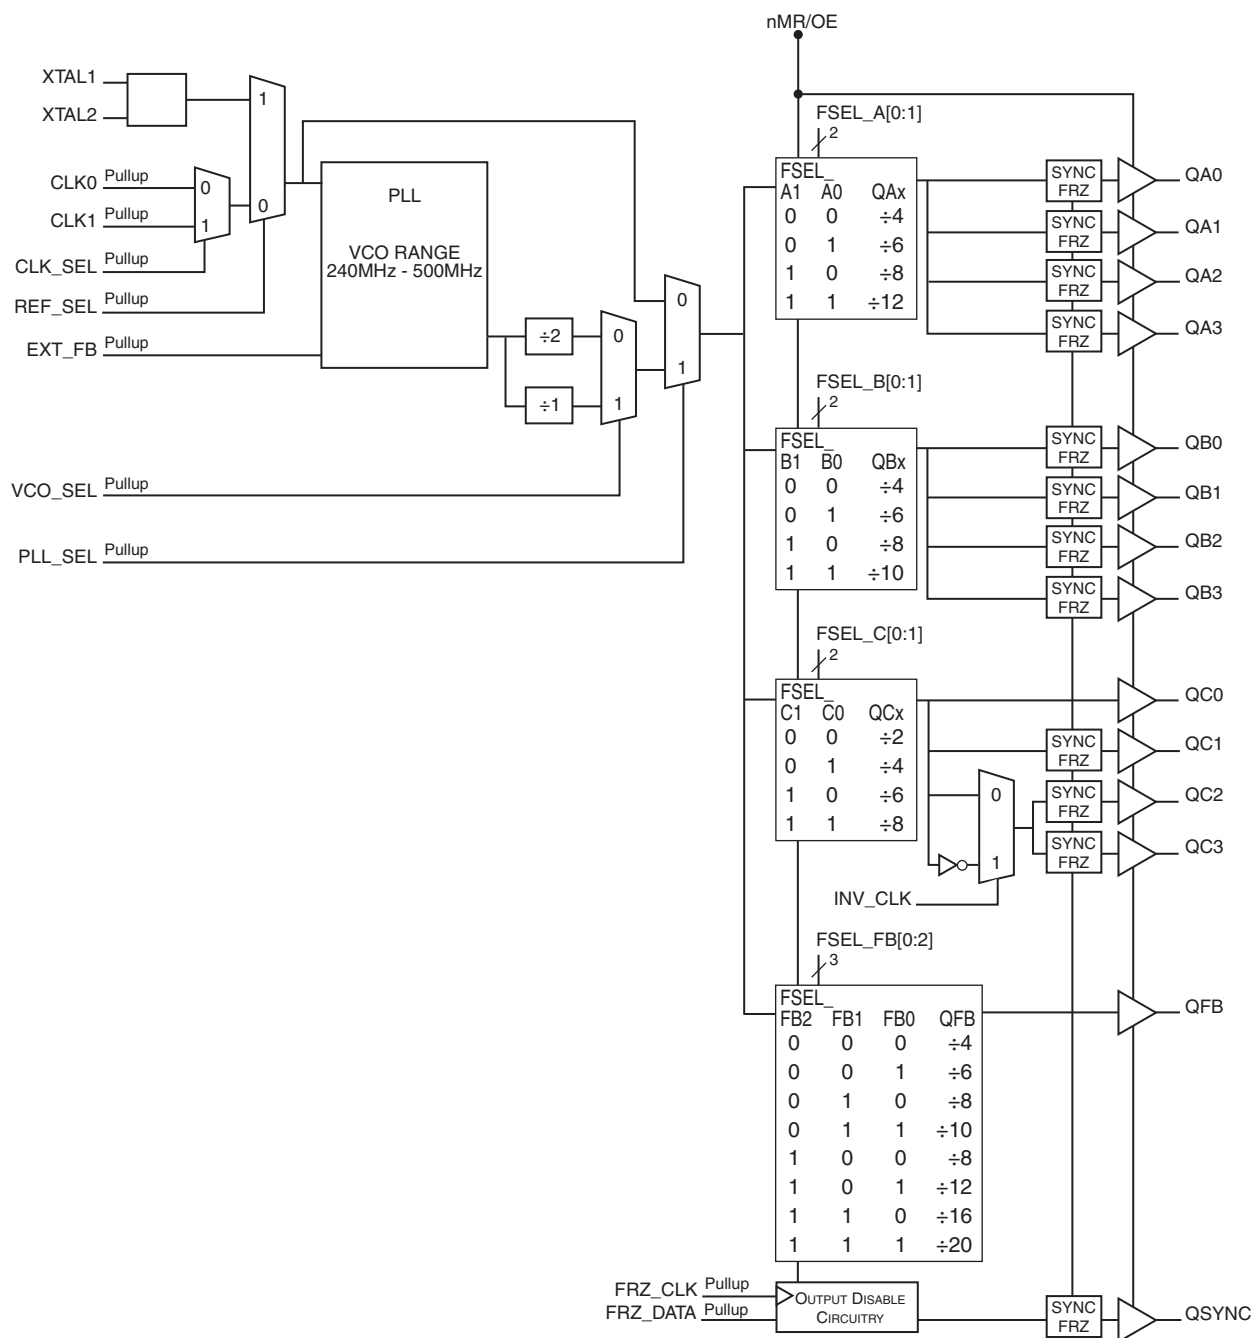 nMR/OE
XTAL1
XTAL2
1
0
CLK0 Pullup
CLK1 Pullup
0
1
CLK_SEL Pullup
REF_SEL Pullup
EXT_FB Pullup
PLL
VCO RANGE
240MHz - 500MHz
÷2
÷1
0
1
0
1
VCO_SEL Pullup
PLL_SEL Pullup
FSEL_A[0:1]
2
FSEL_
A1 A0 QAx
0 0 ÷4
0 1 ÷6
1 0 ÷8
1 1 ÷12
SYNC
FRZ
QA0
SYNC
FRZ
QA1
SYNC
FRZ
QA2
SYNC
FRZ
QA3
FSEL_B[0:1]
2
FSEL_
B1 B0 QBx
0 0 ÷4
0 1 ÷6
1 0 ÷8
1 1 ÷10
SYNC
FRZ
QB0
SYNC
FRZ
QB1
SYNC
FRZ
QB2
SYNC
FRZ
QB3
FSEL_C[0:1]
2
FSEL_
C1 C0 QCx
0 0 ÷2
0 1 ÷4
1 0 ÷6
1 1 ÷8
QC0
SYNC
FRZ
QC1
0
1
SYNC
FRZ
QC2
SYNC
FRZ
QC3
INV_CLK
FSEL_FB[0:2]
3
FSEL_
FB2 FB1 FB0 QFB
0 0 0 ÷4
0 0 1 ÷6
0 1 0 ÷8
0 1 1 ÷10
1 0 0 ÷8
1 0 1 ÷12
1 1 0 ÷16
1 1 1 ÷20
QFB
FRZ_CLK Pullup
FRZ_DATA Pullup
OUTPUT DISABLE
CIRCUITRY
SYNC
FRZ
QSYNC